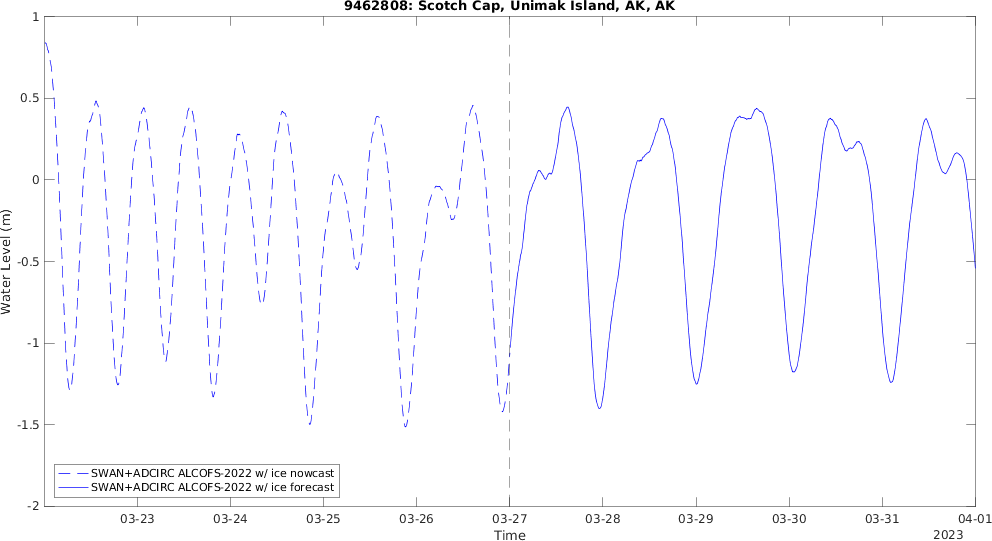 9462808: Scotch Cap, Unimak Island, AK, AK
1
0.5
0
-0.5
-1
-1.5
-2
Water Level (m)
SWAN+ADCIRC ALCOFS-2022 w/ ice nowcast
SWAN+ADCIRC ALCOFS-2022 w/ ice forecast
03-23 03-24 03-25 03-26 03-27 03-28 03-29 03-30 03-31 04-01
Time
2023